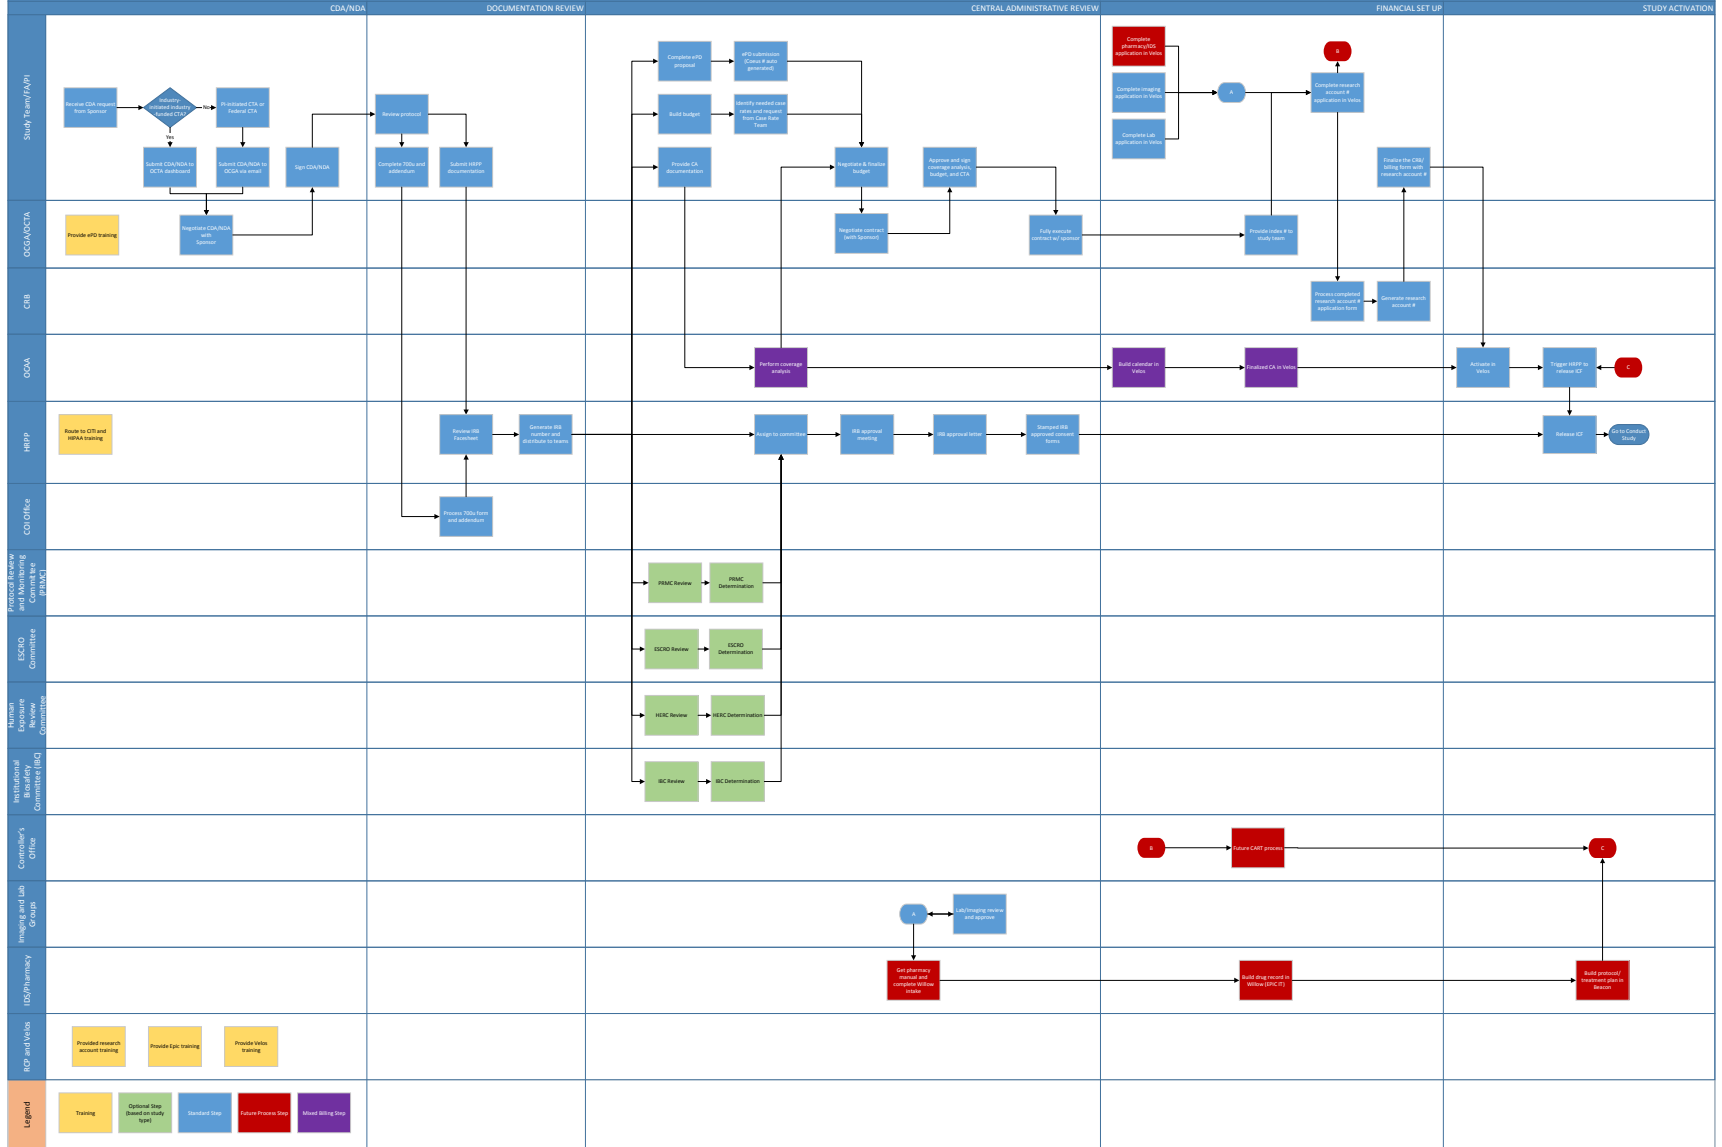 CDA/NDA
DOCUMENTATION REVIEW
CENTRAL ADMINISTRATIVE REVIEW
FINANCIAL SET UP
STUDY ACTIVATION
Study Team/FA/PI
Receive CDA request
from Sponsor
Industry-
Initiated industry
-funded CTA?
No
Yes
PI-Initiated CTA or
Federal CTA
Submit CDA/NDA to
OCTA dashboard
Submit CDA/NDA to
OCGA via email
Sign CDA/NDA
Review protocol
Complete 700u and
addendum
Submit HRPP
documentation
Complete ePD
proposal
ePD submission
(Coeus # auto
generated)
Build budget
Identify needed case
rates and request
from Case Rate
Team
Provide CA
documentation
Negotiate & finalize
budget
Approve and sign
coverage analysis,
budget, and CTA
Complete
pharmacy/IDS
application in Velos
Complete imaging
application in Velos
Complete Lab
application in Velos
A
B
Complete research
account #
application in Velos
Finalize the CRB/
billing form with
research account #
OCGA/OCTA
Provide ePD training
Negotiate CDA/NDA
with
Sponsor
Negotiate contract
(with Sponsor)
Fully execute
contract w/ sponsor
Provide index # to
study team
CRB
Process completed
research account #
application form
Generate research
account #
OCAA
Perform coverage
analysis
Build calendar in
Velos
Finalized CA in Velos
Activate in
Velos
Trigger HRPP to
release ICF
C
HRPP
Route to CITI and
HIPAA training
Review IRB
Facesheet
Generate IRB
number and
distribute to teams
Assign to committee
IRB approval
meeting
IRB approval letter
Stamped IRB
approved consent
forms
Release ICF
Go to Conduct
Study
COI Office
Process 700u form
and addendum
Protocol Review
and Monitoring
Committee
(PRMC)
PRMC Review
PRMC
Determination
ESCRO
Committee
ESCRO Review
ESCRO
Determination
Human
Exposure
Review
Committee
HERC Review
HERC Determination
Institutional
Biosafety
Committee (IBC)
IBC Review
IBC Determination
Controller's
Office
B
Future CART process
C
Imaging and Lab
Groups
A
Lab/Imaging review
and approve
IDS/Pharmacy
Get pharmacy
manual and
complete Willow
intake
Build drug record in
Willow (EPIC IT)
Build protocol/
treatment plan in
Beacon
RCP and Velos
Provided research
account training
Provide Epic training
Provide Velos
training
Legend
Training
Optional Step
(based on study
type)
Standard Step
Future Process Step
Mixed Billing Step